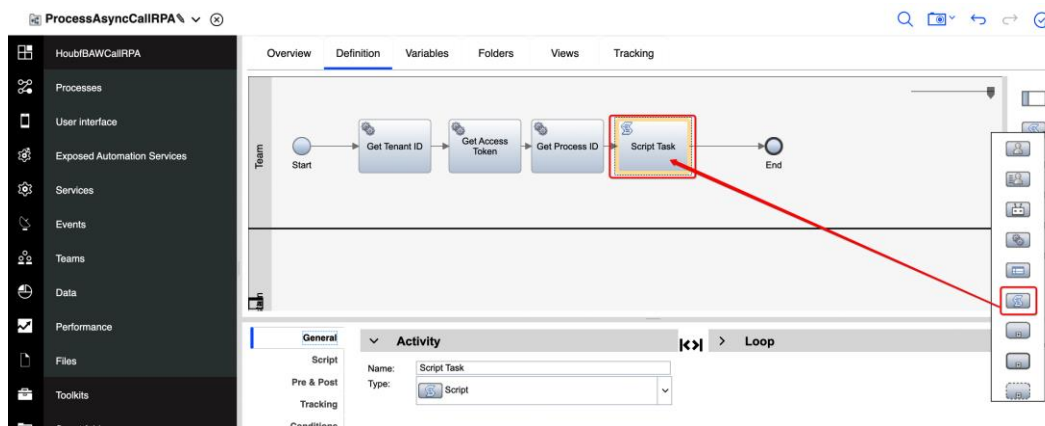 ProcessAsyncCallRPA
HoubfBAWCallRPA
Processes
User interface
Exposed Automation Services
Services
Events
Teams
Data
Performance
Files
Toolkits
Overview Definition Variables Folders Views Tracking
Team
Start
Get Tenant ID
Get Access
Token
Get Process ID
Script Task
End
General
Script
Pre & Post
Tracking
Conditions
Activity
Name: Script Task
Type: Script
Loop